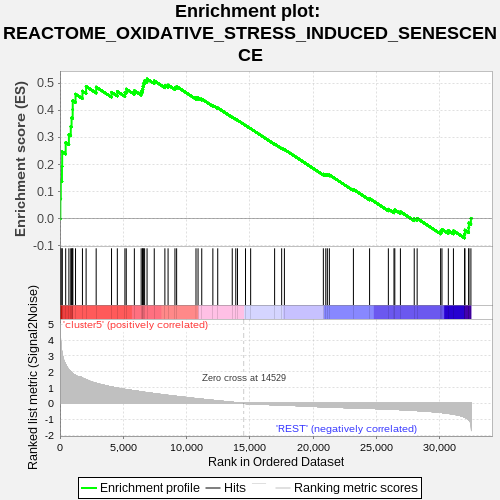 Enrichment plot:
REACTOME_OXIDATIVE_STRESS_INDUCED_SENESCEN
CE
Enrichment score (ES)
0.5
0.4
0.3
0.2
0.1
0.0
-0.1
'cluster5' (positively correlated)
Ranked list metric (Signal2Noise)
5
4
3
2
1
0
-1
-2
Zero cross at 14529
'REST' (negatively correlated)
0
5,000
10,000
15,000
20,000
25,000
30,000
Rank in Ordered Dataset
Enrichment profile
Hits
Ranking metric scores